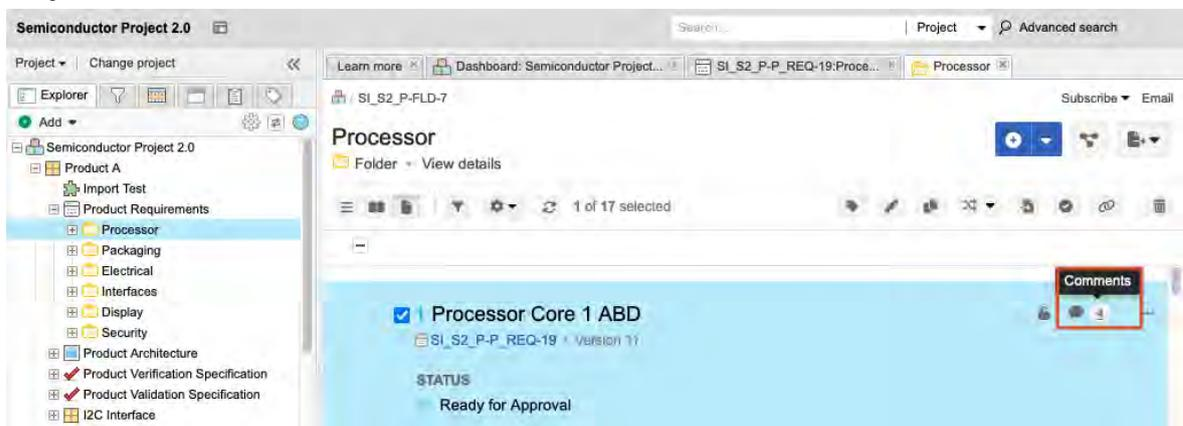 Semiconductor Project 2.0
Search...
Project
Advanced search
Project
Change project
Learn more
Dashboard: Semiconductor Project...
SI_S2_P-P_REQ-19:Proce...
Processor
Explorer
SI_S2_P-FLD-7
Subscribe
Email
Add
Processor
Semiconductor Project 2.0
Folder
View details
Product A
Import Test
Product Requirements
1 of 17 selected
Processor
Packaging
Electrical
Interfaces
Comments
Display
Processor Core 1 ABD
4
Security
SI_S2_P-P_REQ-19
Version 11
Product Architecture
Product Verification Specification
STATUS
Product Validation Specification
Ready for Approval
I2C Interface